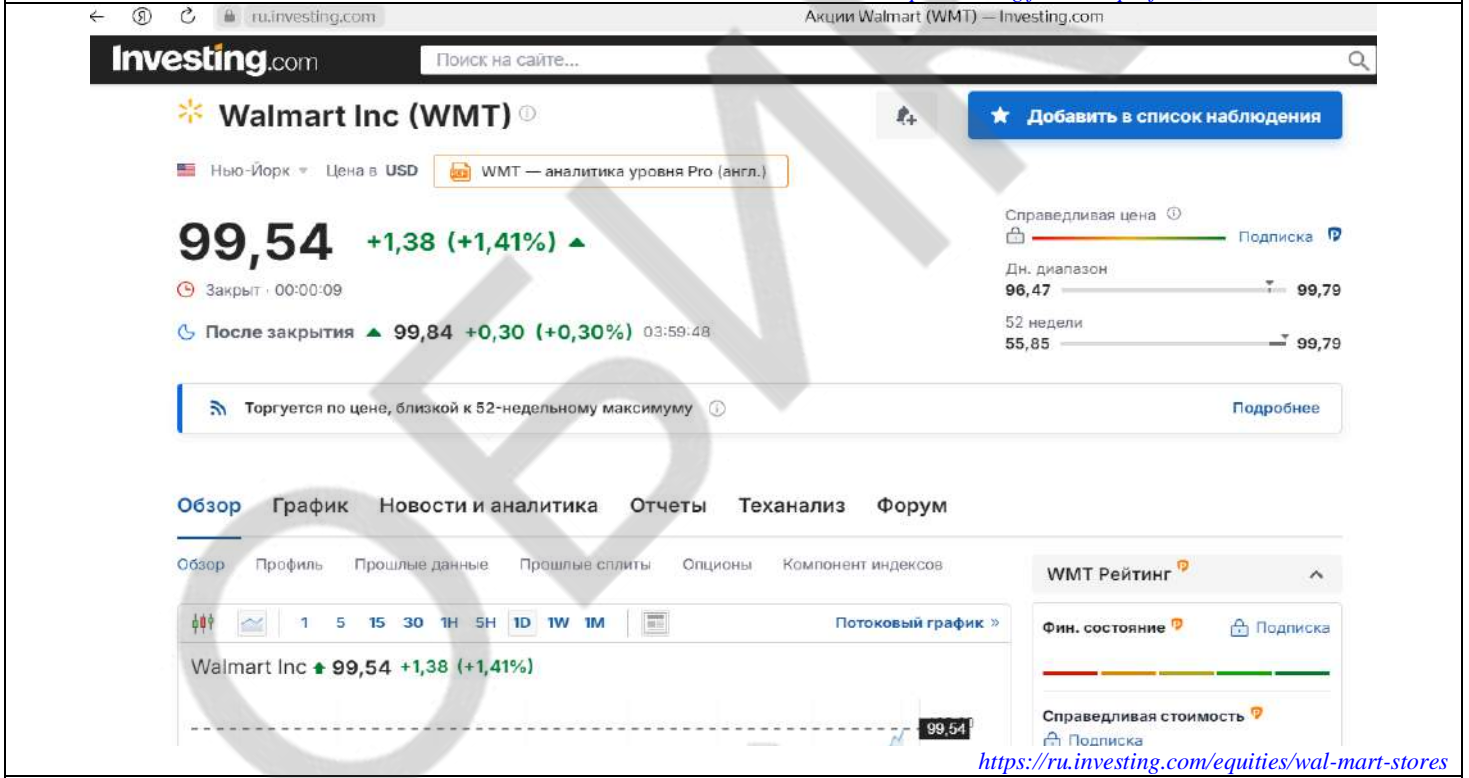 ru.investing.com Акции Walmart (WMT) — Investing.com
Investing.com Поиск на сайте...
Walmart Inc (WMT)
Добавить в список наблюдения
Нью-Йорк Цена в USD WMT — аналитика уровня Pro (англ.)
Справедливая цена
99,54 +1,38 (+1,41%)
Подписка
Дн. диапазон
Закрыт · 00:00:09
96,47 99,79
52 недели
После закрытия 99,84 +0,30 (+0,30%) 03:59:48
55,85 99,79
Торгуется по цене, близкой к 52-недельному максимуму Подробнее
Обзор График Новости и аналитика Отчеты Теханализ Форум
Обзор Профиль Прошлые данные Прошлые сплиты Опционы Компонент индексов
WMT Рейтинг
1 5 15 30 1H 5H 1D 1W 1M Потоковый график »
Фин. состояние Подписка
Walmart Inc 99,54 +1,38 (+1,41%)
Справедливая стоимость
99,54
Подписка
https://ru.investing.com/equities/wal-mart-stores